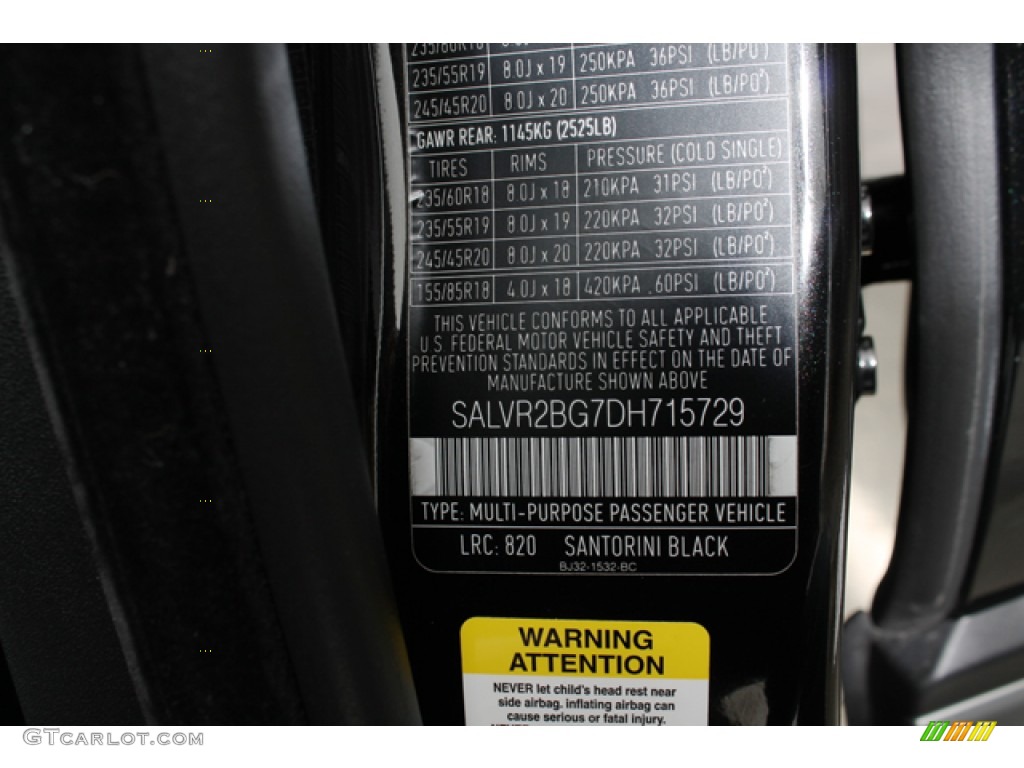 235/60R18
235/55R19 8.0J x 19 250KPA 36PSI (LB/PO²)
245/45R20 8 0J x 20 250KPA 36PSI (LB/PO²)
GAWR REAR: 1145KG (2525LB)
TIRES RIMS PRESSURE (COLD SINGLE)
235/60R18 8.0J x 18 210KPA 31PSI (LB/PO²)
235/55R19 8.0J x 19 220KPA 32PSI (LB/PO²)
245/45R20 8 0J x 20 220KPA 32PSI (LB/PO²)
155/85R18 4 0J x 18 420KPA .60PSI (LB/PO²)
THIS VEHICLE CONFORMS TO ALL APPLICABLE
U.S FEDERAL MOTOR VEHICLE SAFETY AND THEFT
PREVENTION STANDARDS IN EFFECT ON THE DATE OF
MANUFACTURE SHOWN ABOVE
SALVR2BG7DH715729
TYPE: MULTI-PURPOSE PASSENGER VEHICLE
LRC: 820 SANTORINI BLACK
BJ32-1532-BC
WARNING
ATTENTION
NEVER let child's head rest near
side airbag. inflating airbag can
cause serious or fatal injury.
GTCarLot.com